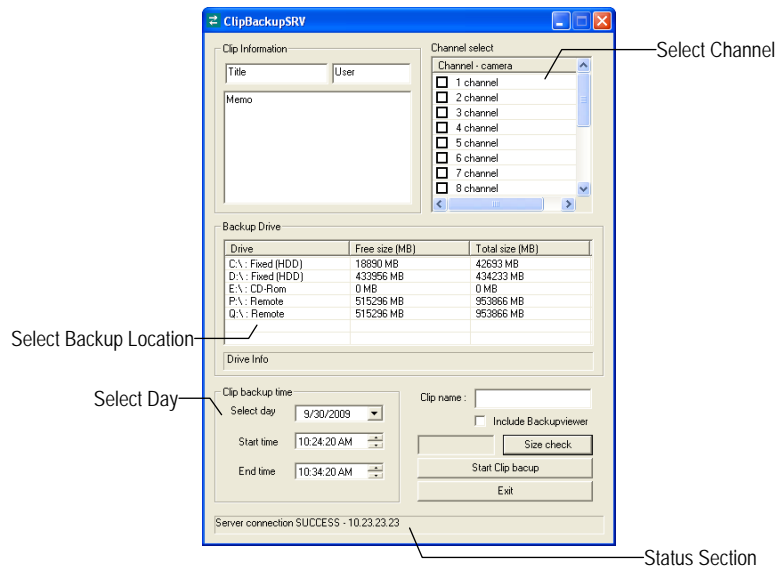 ClipBackupSRV
Clip Information
Title
User
Memo
Channel select
Channel - camera
1 channel
2 channel
3 channel
4 channel
5 channel
6 channel
7 channel
8 channel
Select Channel
Backup Drive
Drive Free size (MB) Total size (MB)
C:\ : Fixed (HDD) 18890 MB 42693 MB
D:\ : Fixed (HDD) 433956 MB 434233 MB
E:\ : CD-Rom 0 MB 0 MB
P:\ : Remote 515296 MB 953866 MB
Q:\ : Remote 515296 MB 953866 MB
Select Backup Location
Drive Info
Select Day
Clip backup time
Select day 9/30/2009
Start time 10:24:20 AM
End time 10:34:20 AM
Clip name :
Include Backupviewer
Size check
Start Clip bacup
Exit
Server connection SUCCESS - 10.23.23.23
Status Section